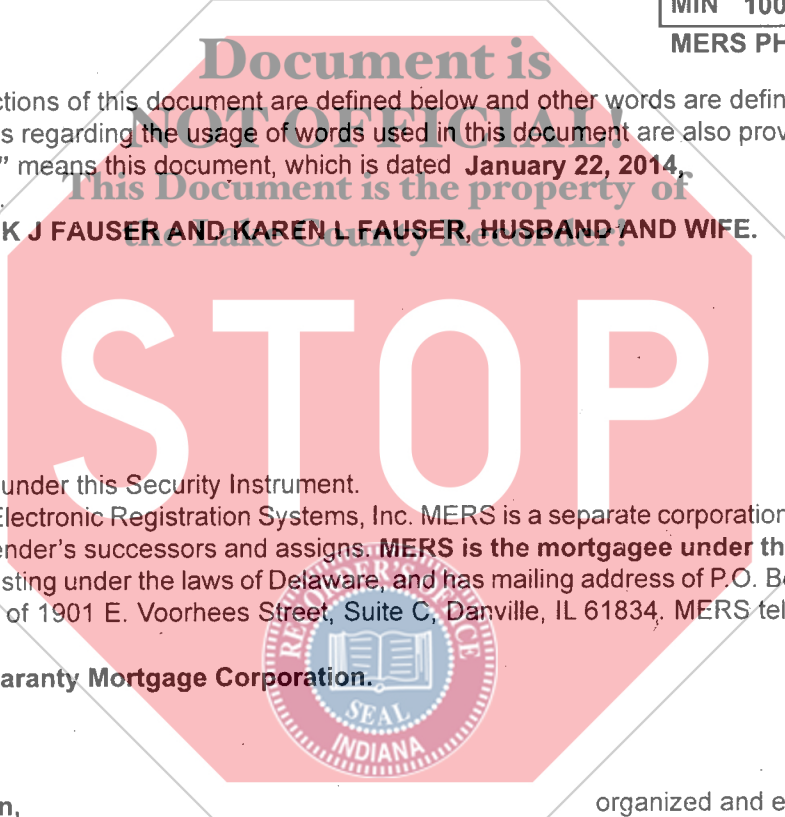 MIN 100
MERS PH
Document is
ctions of this document are defined below and other words are defin
NOT OFFICIAL!
s regarding the usage of words used in this document are also prov
” means this document, which is dated January 22, 2014,
This Document is the property of
.
K J FAUSER AND KAREN L FAUSER, HUSBAND AND WIFE.
the Lake County Recorder!
STOP
under this Security Instrument.
Electronic Registration Systems, Inc. MERS is a separate corporation
ender's successors and assigns. MERS is the mortgagee under th
sting under the laws of Delaware, and has mailing address of P.O. Bo
of 1901 E. Voorhees Street, Suite C, Danville, IL 61834. MERS tel
RECORDER'S OFFICE
aranty Mortgage Corporation.
SEAL
INDIANA
organized and e
n,